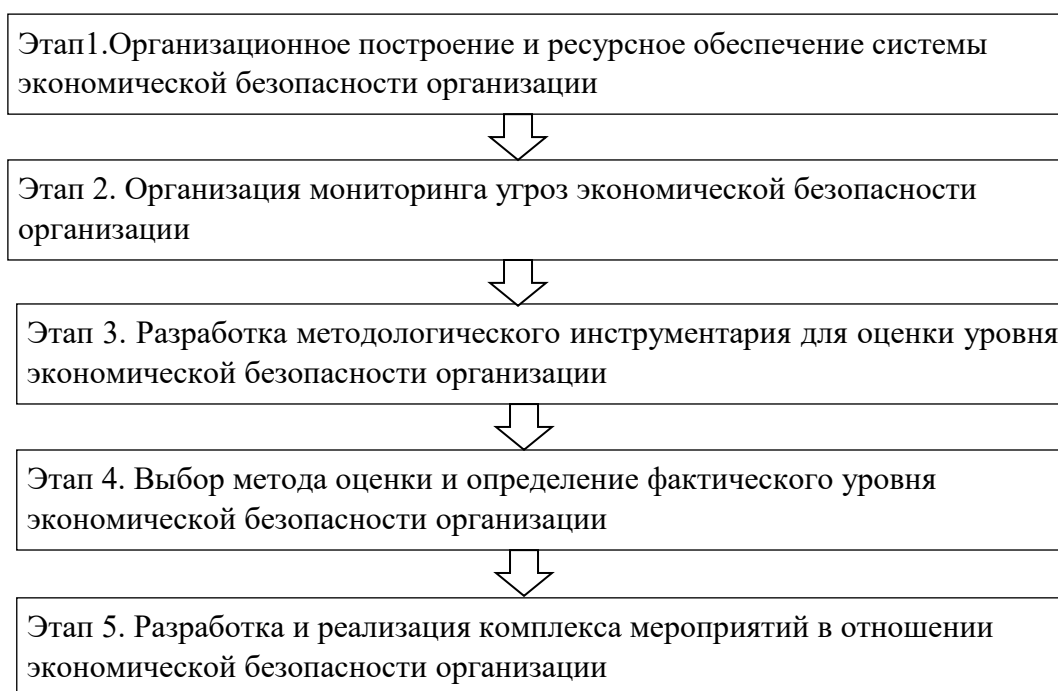 Этап1.Организационное построение и ресурсное обеспечение системы
экономической безопасности организации
Этап 2. Организация мониторинга угроз экономической безопасности
организации
Этап 3. Разработка методологического инструментария для оценки уровня
экономической безопасности организации
Этап 4. Выбор метода оценки и определение фактического уровня
экономической безопасности организации
Этап 5. Разработка и реализация комплекса мероприятий в отношении
экономической безопасности организации